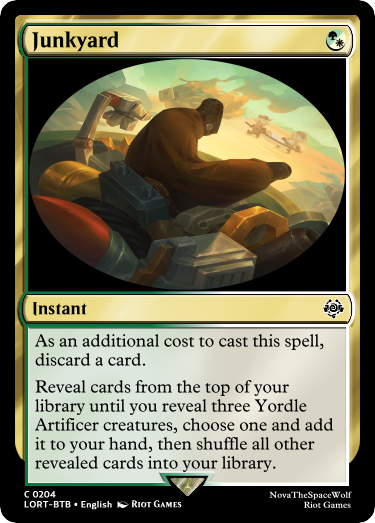 Junkyard
Instant
As an additional cost to cast this spell,
discard a card.
Reveal cards from the top of your
library until you reveal three Yordle
Artificer creatures, choose one and add
it to your hand, then shuffle all other
revealed cards into your library.
C 0204
LORT-BTB • English Riot Games
NovaTheSpaceWolf
Riot Games